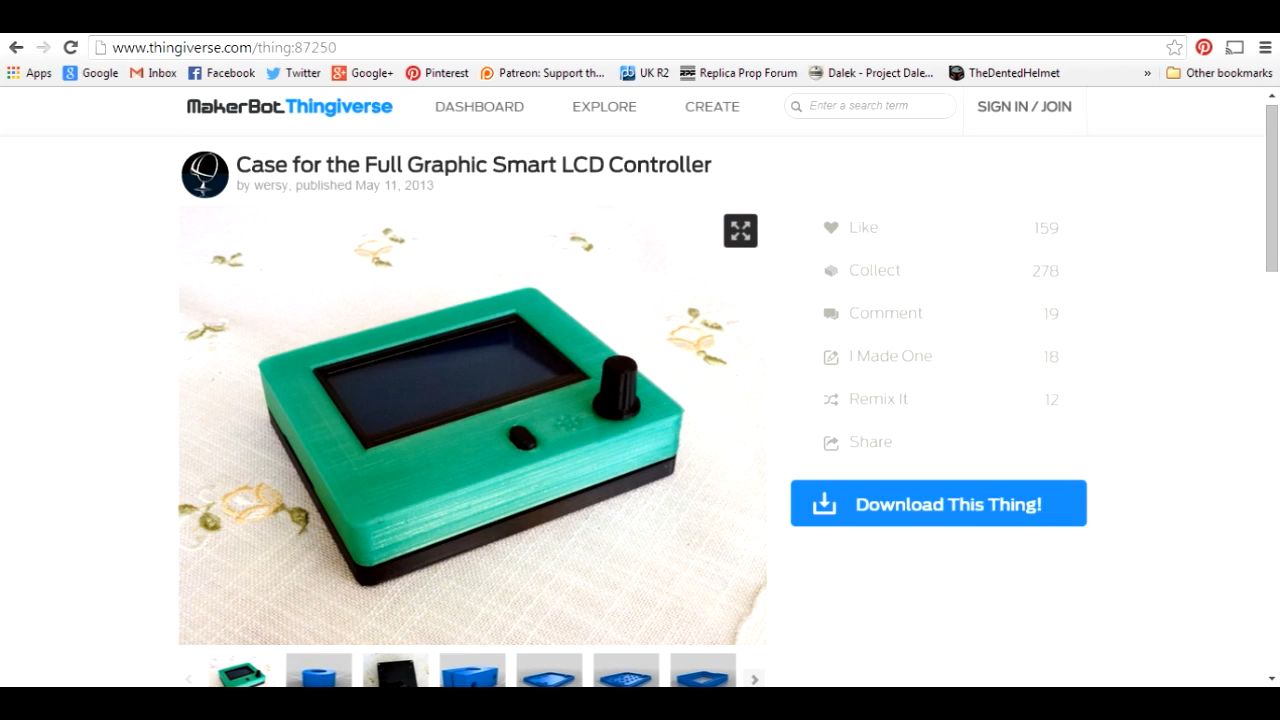 www.thingiverse.com/thing:87250
Apps Google Inbox Facebook Twitter Google+ Pinterest Patreon: Support th... UK R2 Replica Prop Forum Dalek - Project Dale... TheDentedHelmet » Other bookmarks
MakerBot Thingiverse DASHBOARD EXPLORE CREATE Enter a search term SIGN IN / JOIN
Case for the Full Graphic Smart LCD Controller
by wersy, published May 11, 2013
Like 159
Collect 278
Comment 19
I Made One 18
Remix It 12
Share
Download This Thing!